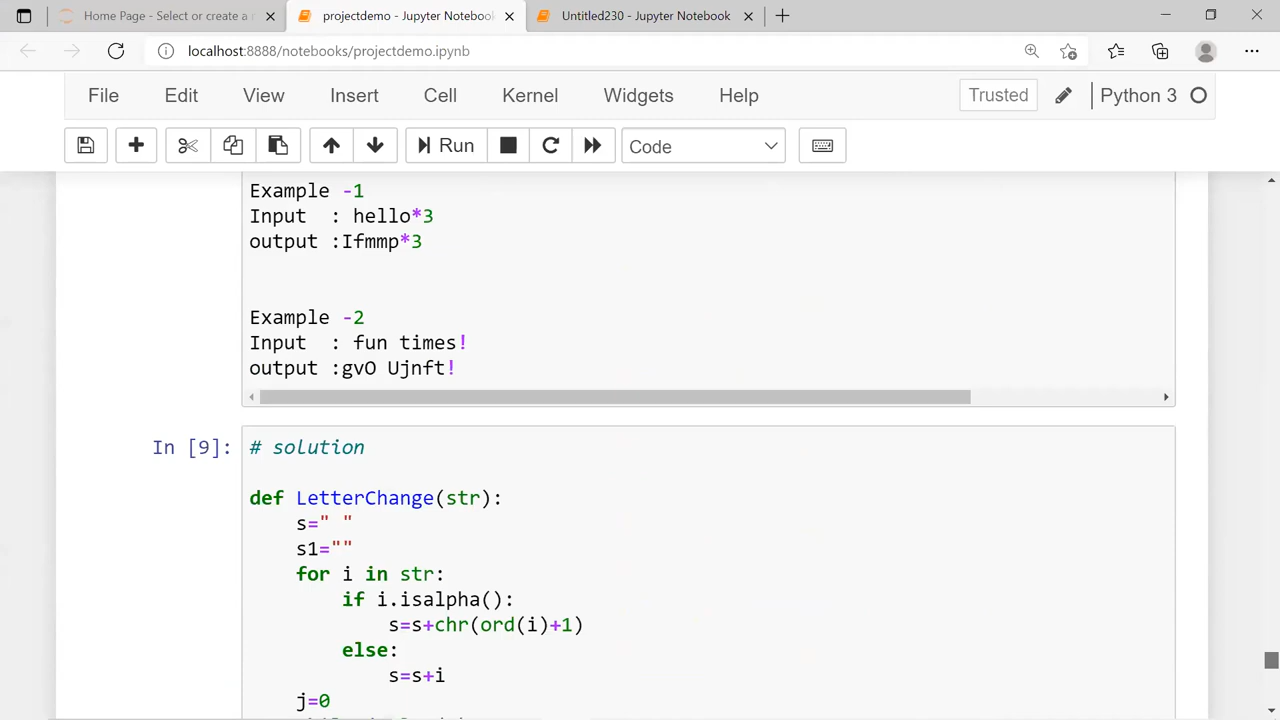 Home Page - Select or create a n
projectdemo - Jupyter Notebook
Untitled230 - Jupyter Notebook
localhost:8888/notebooks/projectdemo.ipynb
File Edit View Insert Cell Kernel Widgets Help Trusted Python 3
Run Code
Example -1
Input  : hello*3
output :Ifmmp*3
Example -2
Input  : fun times!
output :gvO Ujnft!
In [9]: # solution
def LetterChange(str):
    s=" "
    s1=""
    for i in str:
        if i.isalpha():
            s=s+chr(ord(i)+1)
        else:
            s=s+i
    j=0